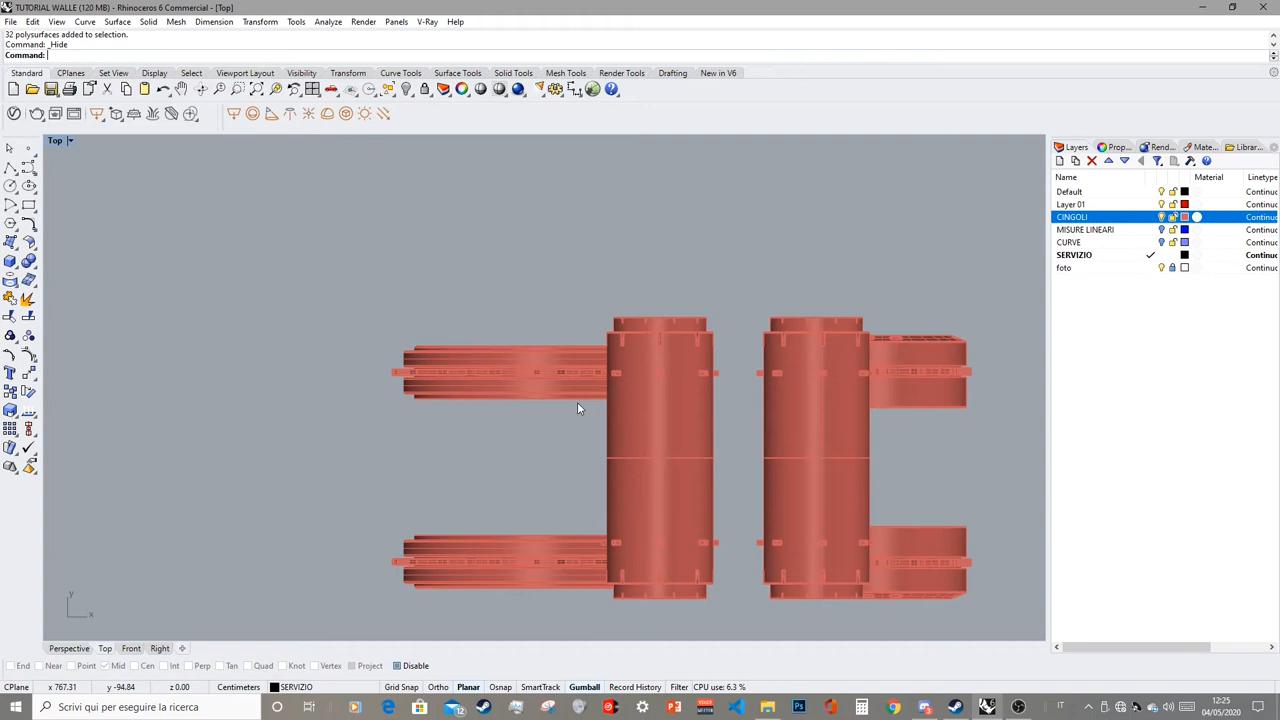 TUTORIAL WALLE (120 MB) - Rhinoceros 6 Commercial - [Top]
File Edit View Curve Surface Solid Mesh Dimension Transform Tools Analyze Render Panels V-Ray Help
32 polysurfaces added to selection.
Command: _Hide
Command:
Standard CPlanes Set View Display Select Viewport Layout Visibility Transform Curve Tools Surface Tools Solid Tools Mesh Tools Render Tools Drafting New in V6
Top
Layers Prop... Rend... Mate... Librar...
Name Material Linetype
Default Continuc
Layer 01 Continuc
CINGOLI Continuc
MISURE LINEARI Continuc
CURVE Continuc
SERVIZIO Continuc
foto Continuc
y
x
Perspective Top Front Right
End Near Point Mid Cen Int Perp Tan Quad Knot Vertex Project Disable
CPlane x 767.31 y -94.84 z 0.00 Centimeters SERVIZIO Grid Snap Ortho Planar Osnap SmartTrack Gumball Record History Filter CPU use: 6.3 %
Scrivi qui per eseguire la ricerca
IT
12:25
04/05/2020